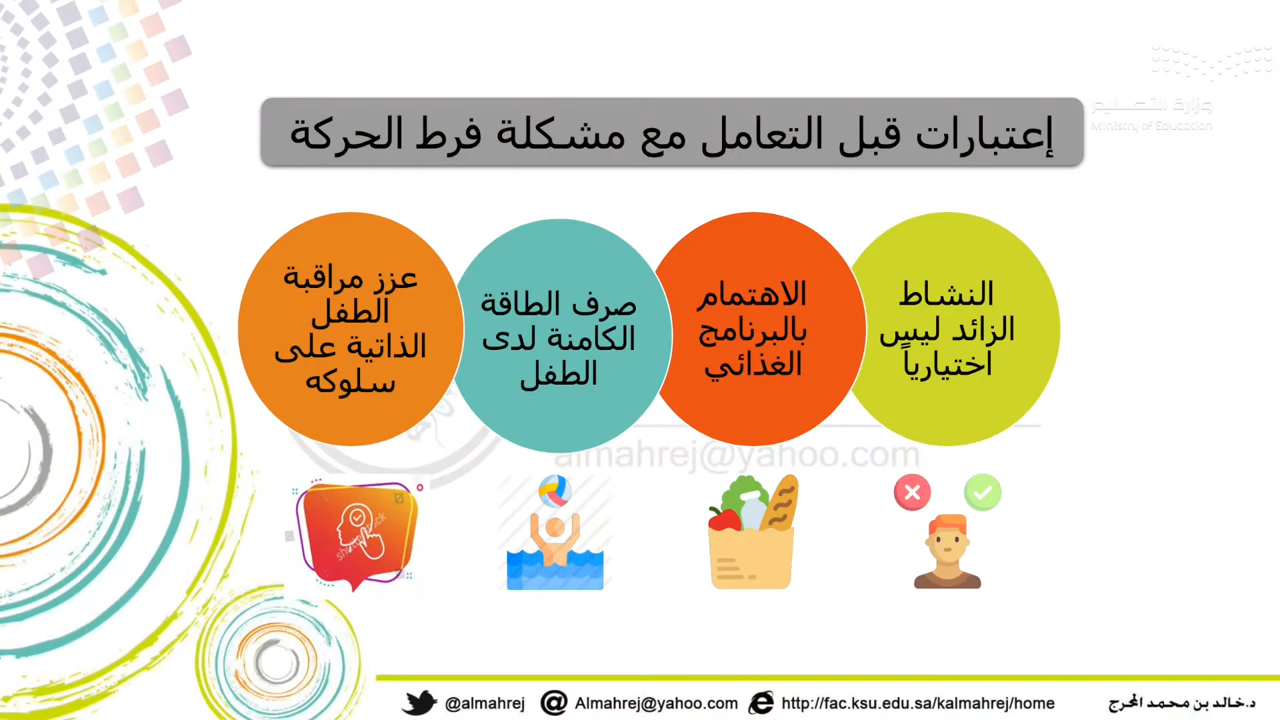 وزارة التعليم
Ministry of Education
إعتبارات قبل التعامل مع مشكلة فرط الحركة
النشاط
الزائد ليس
اختيارياً
الاهتمام
بالبرنامج
الغذائي
صرف الطاقة
الكامنة لدى
الطفل
عزز مراقبة
الطفل
الذاتية على
سلوكه
almahrej@yahoo.com
@almahrej
Almahrej@yahoo.com
http://fac.ksu.edu.sa/kalmahrej/home
د.خالد بن محمد المحرج